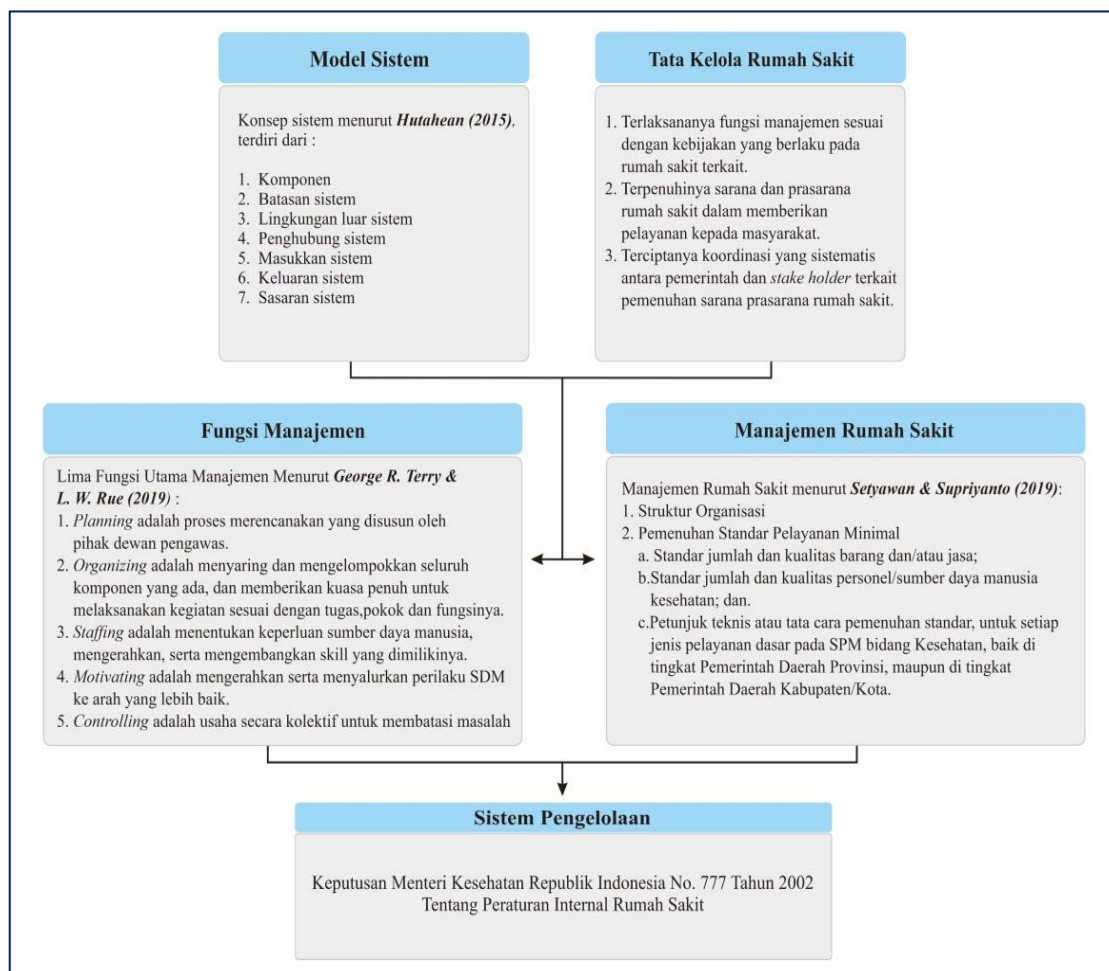 Model Sistem
Konsep sistem menurut Hutahean (2015),
terdiri dari :
1. Komponen
2. Batasan sistem
3. Lingkungan luar sistem
4. Penghubung sistem
5. Masukkan sistem
6. Keluaran sistem
7. Sasaran sistem
Tata Kelola Rumah Sakit
1. Terlaksananya fungsi manajemen sesuai
dengan kebijakan yang berlaku pada
rumah sakit terkait.
2. Terpenuhinya sarana dan prasarana
rumah sakit dalam memberikan
pelayanan kepada masyarakat.
3. Terciptanya koordinasi yang sistematis
antara pemerintah dan stake holder terkait
pemenuhan sarana prasarana rumah sakit.
Fungsi Manajemen
Lima Fungsi Utama Manajemen Menurut George R. Terry &
L. W. Rue (2019) :
1. Planning adalah proses merencanakan yang disusun oleh
pihak dewan pengawas.
2. Organizing adalah menyaring dan mengelompokkan seluruh
komponen yang ada, dan memberikan kuasa penuh untuk
melaksanakan kegiatan sesuai dengan tugas,pokok dan fungsinya.
3. Staffing adalah menentukan keperluan sumber daya manusia,
mengerahkan, serta mengembangkan skill yang dimilikinya.
4. Motivating adalah mengerahkan serta menyalurkan perilaku SDM
ke arah yang lebih baik.
5. Controlling adalah usaha secara kolektif untuk membatasi masalah
Manajemen Rumah Sakit
Manajemen Rumah Sakit menurut Setyawan & Supriyanto (2019):
1. Struktur Organisasi
2. Pemenuhan Standar Pelayanan Minimal
a. Standar jumlah dan kualitas barang dan/atau jasa;
b.Standar jumlah dan kualitas personel/sumber daya manusia
kesehatan; dan.
c.Petunjuk teknis atau tata cara pemenuhan standar, untuk setiap
jenis pelayanan dasar pada SPM bidang Kesehatan, baik di
tingkat Pemerintah Daerah Provinsi, maupun di tingkat
Pemerintah Daerah Kabupaten/Kota.
Sistem Pengelolaan
Keputusan Menteri Kesehatan Republik Indonesia No. 777 Tahun 2002
Tentang Peraturan Internal Rumah Sakit